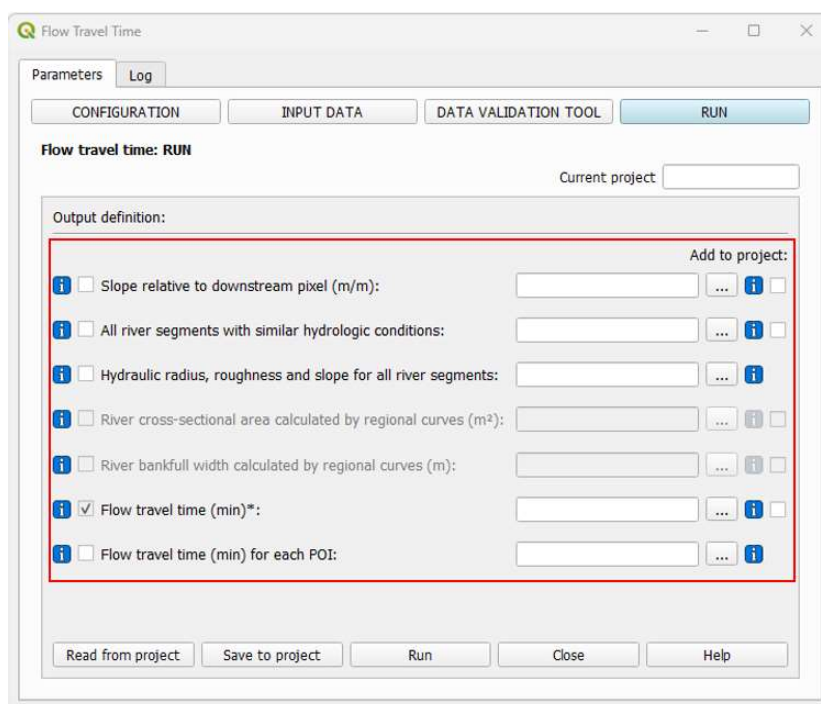 Flow Travel Time
Parameters Log
CONFIGURATION INPUT DATA DATA VALIDATION TOOL RUN
Flow travel time: RUN
Current project
Output definition:
Add to project:
i Slope relative to downstream pixel (m/m): ... i
i All river segments with similar hydrologic conditions: ... i
i Hydraulic radius, roughness and slope for all river segments: ... i
i River cross-sectional area calculated by regional curves (m²): ... i
i River bankfull width calculated by regional curves (m): ... i
i Flow travel time (min)*: ... i
i Flow travel time (min) for each POI: ... i
Read from project Save to project Run Close Help